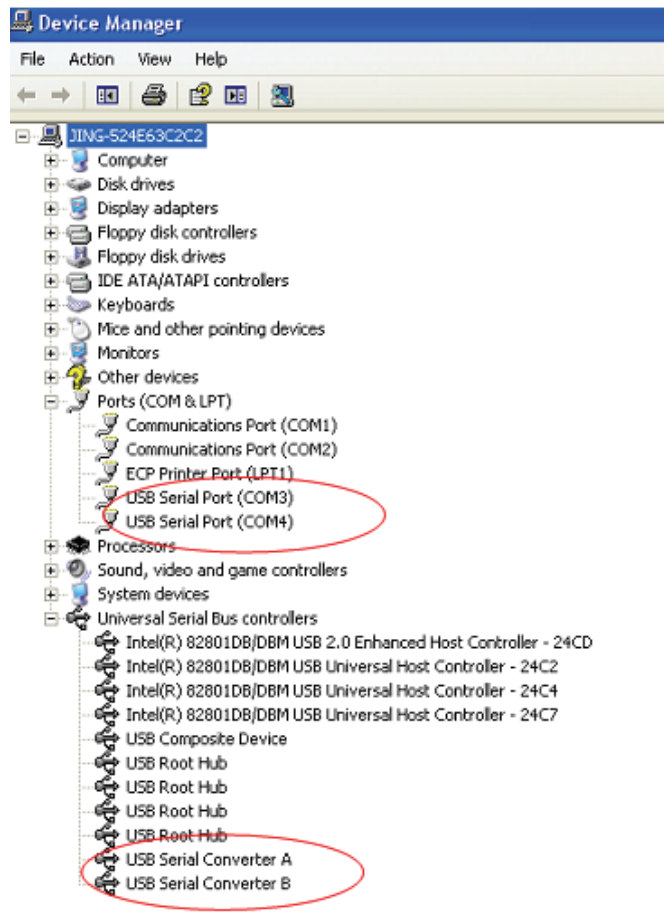 Device Manager
File Action View Help
JING-524E63C2C2
Computer
Disk drives
Display adapters
Floppy disk controllers
Floppy disk drives
IDE ATA/ATAPI controllers
Keyboards
Mice and other pointing devices
Monitors
Other devices
Ports (COM & LPT)
Communications Port (COM1)
Communications Port (COM2)
ECP Printer Port (LPT1)
USB Serial Port (COM3)
USB Serial Port (COM4)
Processors
Sound, video and game controllers
System devices
Universal Serial Bus controllers
Intel(R) 82801DB/DBM USB 2.0 Enhanced Host Controller - 24CD
Intel(R) 82801DB/DBM USB Universal Host Controller - 24C2
Intel(R) 82801DB/DBM USB Universal Host Controller - 24C4
Intel(R) 82801DB/DBM USB Universal Host Controller - 24C7
USB Composite Device
USB Root Hub
USB Root Hub
USB Root Hub
USB Root Hub
USB Serial Converter A
USB Serial Converter B